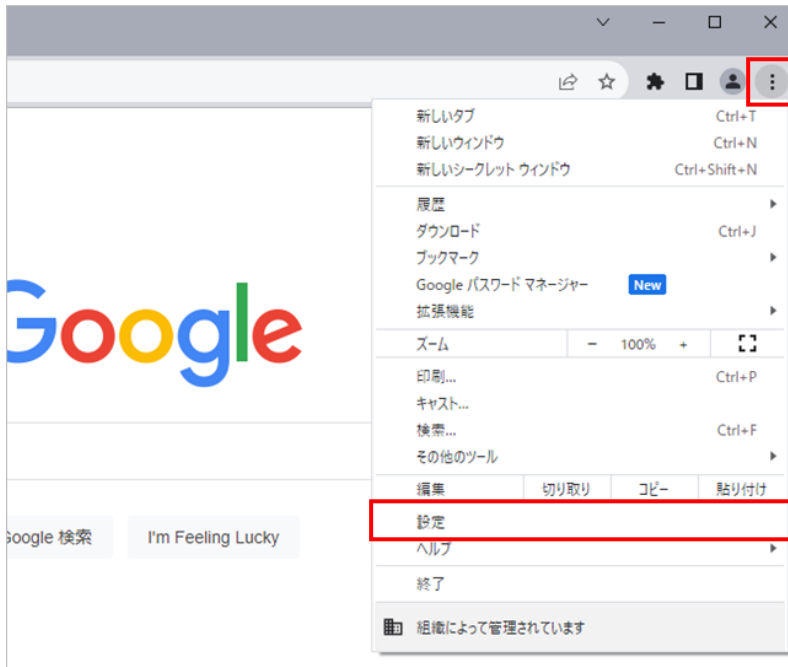 新しいタブ Ctrl+T
新しいウィンドウ Ctrl+N
新しいシークレット ウィンドウ Ctrl+Shift+N
履歴
ダウンロード Ctrl+J
ブックマーク
Google パスワード マネージャー New
拡張機能
ズーム − 100% +
印刷... Ctrl+P
キャスト...
検索... Ctrl+F
その他のツール
編集 切り取り コピー 貼り付け
設定
ヘルプ
終了
組織によって管理されています
Google
Google 検索 I'm Feeling Lucky